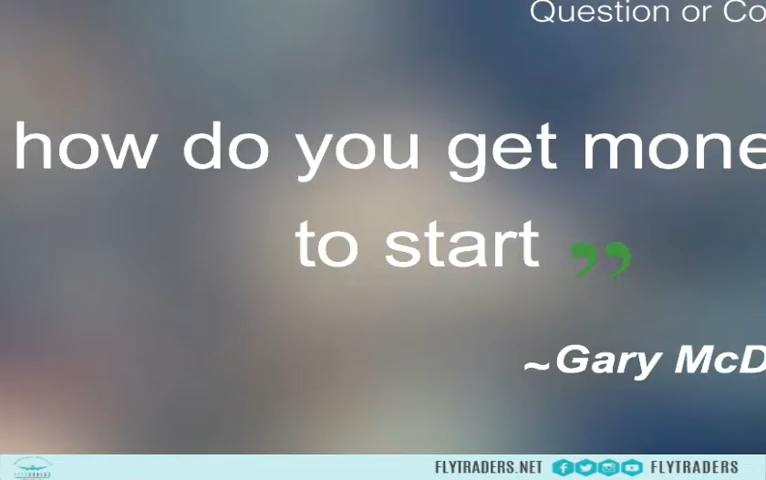 Question or Co
how do you get mone
to start ”
~Gary McD
FLYTRADERS.NET FLYTRADERS